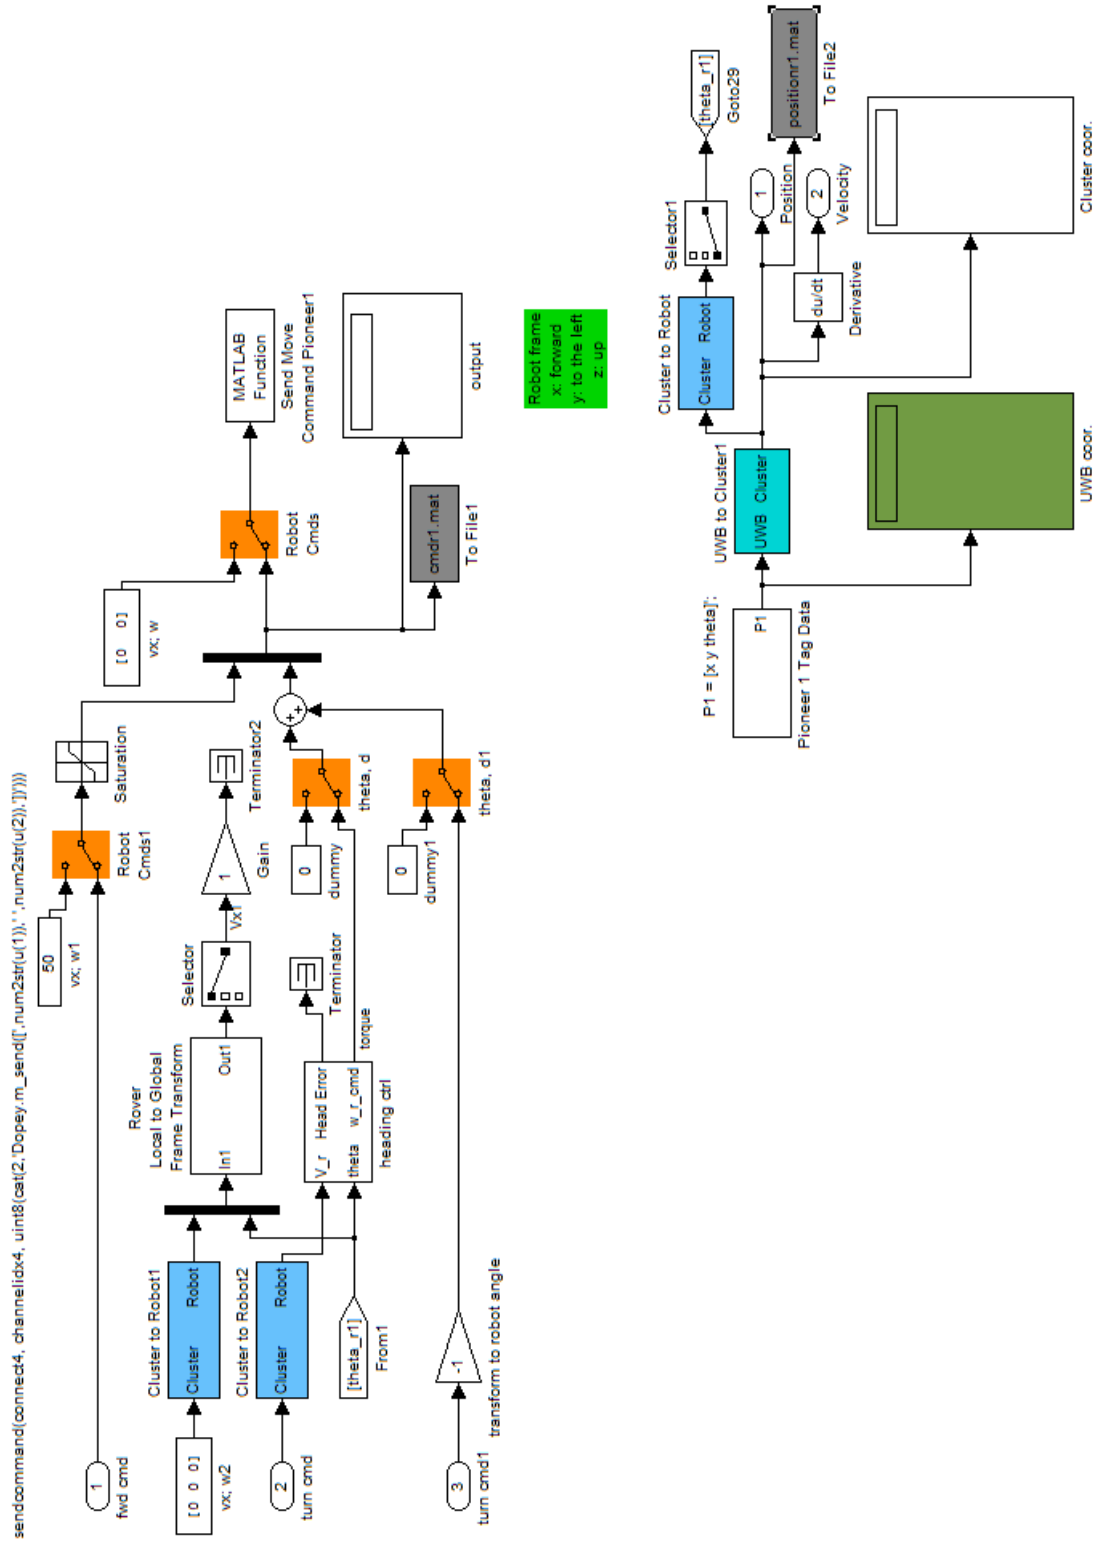 sendcommand(connect4, channelidx4, uint8(cat(2,'Dopey.m_send([',num2str(u(1)),' ',num2str(u(2)),'])')))
1
fwd cmd
50
vx; w1
Robot
Cmds1
Saturation
[0 0]
vx; w
Robot
Cmds
MATLAB
Function
Send Move
Command Pioneer1
[0 0 0]
vx; w2
Cluster to Robot1
Cluster Robot
Rover
Local to Global
Frame Transform
In1 Out1
Selector
Vx1
1
Gain
Terminator2
2
turn cmd
Cluster to Robot2
Cluster Robot
[theta_r1]
From1
V_r Head Error
theta w_r_cmd
heading ctrl
Terminator
torque
0
dummy
theta, d
++
cmdr1.mat
To File1
output
3
turn cmd1
-1
transform to robot angle
0
dummy1
theta, d1
Robot frame
x: forward
y: to the left
z: up
P1 = [x y theta]';
P1
Pioneer 1 Tag Data
UWB to Cluster1
UWB Cluster
Cluster to Robot
Cluster Robot
Selector1
[theta_r1]
Goto29
1
Position
positionr1.mat
To File2
du/dt
Derivative
2
Velocity
UWB coor.
Cluster coor.